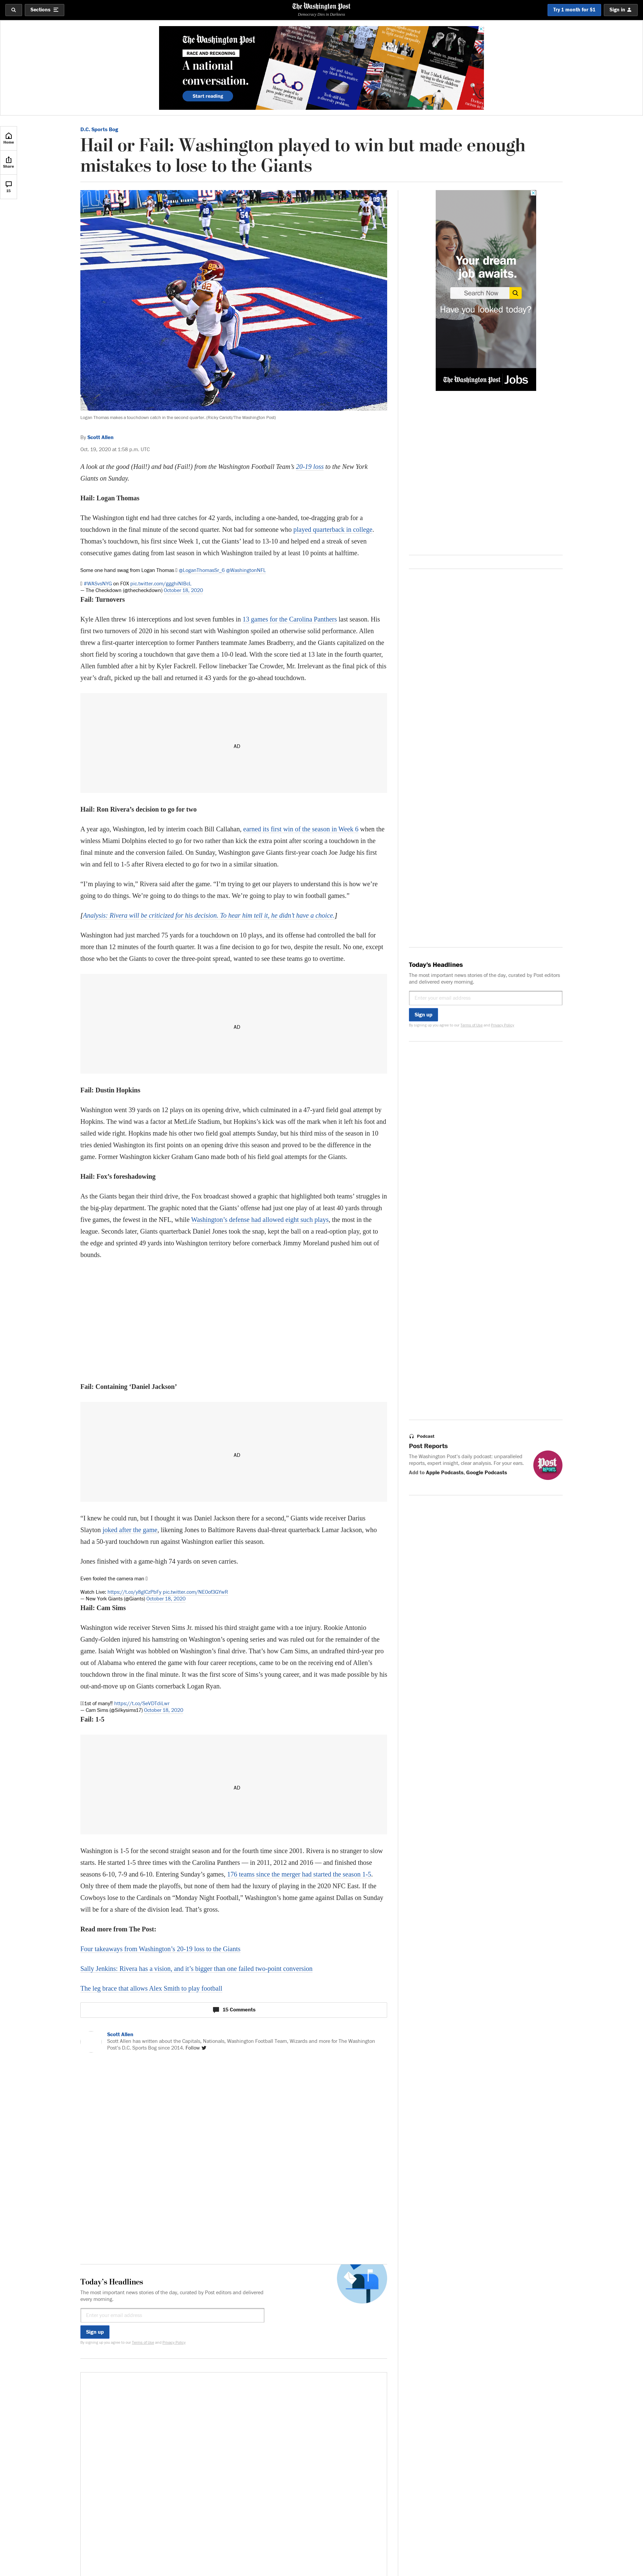 Sections
The Washington Post
Democracy Dies in Darkness
Try 1 month for $1
Sign in
The Washington Post
RACE AND RECKONING
A national
conversation.
Start reading
Home
Share
15
D.C. Sports Bog
Hail or Fail: Washington played to win but made enough
mistakes to lose to the Giants
Logan Thomas makes a touchdown catch in the second quarter. (Ricky Carioti/The Washington Post)
By Scott Allen
Oct. 19, 2020 at 1:58 p.m. UTC
A look at the good (Hail!) and bad (Fail!) from the Washington Football Team's 20-19 loss to the New York
Giants on Sunday.
Hail: Logan Thomas
The Washington tight end had three catches for 42 yards, including a one-handed, toe-dragging grab for a
touchdown in the final minute of the second quarter. Not bad for someone who played quarterback in college.
Thomas's touchdown, his first since Week 1, cut the Giants' lead to 13-10 and helped end a streak of seven
consecutive games dating from last season in which Washington trailed by at least 10 points at halftime.
Some one hand swag from Logan Thomas @LoganThomasSr_6 @WashingtonNFL
#WASvsNYG on FOX
— The Checkdown (@thecheckdown) October 18, 2020
Fail: Turnovers
Kyle Allen threw 16 interceptions and lost seven fumbles in 13 games for the Carolina Panthers last season. His
first two turnovers of 2020 in his second start with Washington spoiled an otherwise solid performance. Allen
threw a first-quarter interception to former Panthers teammate James Bradberry, and the Giants capitalized on the
short field by scoring a touchdown that gave them a 10-0 lead. With the score tied at 13 late in the fourth quarter,
Allen fumbled after a hit by Kyler Fackrell. Fellow linebacker Tae Crowder, Mr. Irrelevant as the final pick of this
year's draft, picked up the ball and returned it 43 yards for the go-ahead touchdown.
AD
Hail: Ron Rivera's decision to go for two
A year ago, Washington, led by interim coach Bill Callahan, earned its first win of the season in Week 6 when the
winless Miami Dolphins elected to go for two rather than kick the extra point after scoring a touchdown in the
final minute and the conversion failed. On Sunday, Washington gave Giants first-year coach Joe Judge his first
win and fell to 1-5 after Rivera elected to go for two in a similar situation.
"I'm playing to win," Rivera said after the game. "I'm trying to get our players to understand this is how we're
going to do things. We're going to do things to the max. We're going to play to win football games."
[Analysis: Rivera will be criticized for his decision. To hear him tell it, he didn't have a choice.]
Washington had just marched 75 yards for a touchdown on 10 plays, and its offense had controlled the ball for
more than 12 minutes of the fourth quarter. It was a fine decision to go for two, despite the result. No one, except
those who bet the Giants to cover the three-point spread, wanted to see these teams go to overtime.
AD
Fail: Dustin Hopkins
Washington went 39 yards on 12 plays on its opening drive, which culminated in a 47-yard field goal attempt by
Hopkins. The wind was a factor at MetLife Stadium, but Hopkins's kick was off the mark when it left his foot and
sailed wide right. Hopkins made his other two field goal attempts Sunday, but his third miss of the season in 10
tries denied Washington its first points on an opening drive this season and proved to be the difference in the
game. Former Washington kicker Graham Gano made both of his field goal attempts for the Giants.
Hail: Fox's foreshadowing
As the Giants began their third drive, the Fox broadcast showed a graphic that highlighted both teams' struggles in
the big-play department. The graphic noted that the Giants' offense had just one play of at least 40 yards through
five games, the fewest in the NFL, while Washington's defense had allowed eight such plays, the most in the
league. Seconds later, Giants quarterback Daniel Jones took the snap, kept the ball on a read-option play, got to
the edge and sprinted 49 yards into Washington territory before cornerback Jimmy Moreland pushed him out of
bounds.
Fail: Containing 'Daniel Jackson'
AD
"I knew he could run, but I thought it was Daniel Jackson there for a second," Giants wide receiver Darius
Slayton joked after the game, likening Jones to Baltimore Ravens dual-threat quarterback Lamar Jackson, who
had a 50-yard touchdown run against Washington earlier this season.
Jones finished with a game-high 74 yards on seven carries.
Even fooled the camera man
Watch Live:
— New York Giants (@Giants) October 18, 2020
Hail: Cam Sims
Washington wide receiver Steven Sims Jr. missed his third consecutive game with a toe injury. Rookie Antonio
Gandy-Golden injured his hamstring on Washington's opening series and was ruled out for the remainder of the
game. Isaiah Wright was hobbled on Washington's final drive. That's how Cam Sims, an undrafted third-year pro
out of Alabama who entered the game with four career receptions, came to be on the receiving end of Allen's
touchdown throw in the final minute. It was the first score of Sims's young career, and it was made possible by his
out-and-move up on Giants cornerback Logan Ryan.
1st of many!!
— Cam Sims (@Silkysims17) October 18, 2020
Fail: 1-5
AD
Washington is 1-5 for the second straight season and for the fourth time since 2001. Rivera is no stranger to slow
starts. He started 1-5 three times with the Carolina Panthers — in 2011, 2012 and 2016 — and finished those
seasons 6-10, 7-9 and 6-10. Entering Sunday's games, 176 teams since the merger had started the season 1-5.
Only three of them made the playoffs, but none of them had the luxury of playing in the 2020 NFC East. If the
Cowboys lose to the Cardinals on "Monday Night Football," Washington's home game against Dallas on Sunday
will be for a share of the division lead. That's gross.
Read more from The Post:
Four takeaways from Washington's 20-19 loss to the Giants
Sally Jenkins: Rivera has a vision, and it's bigger than one failed two-point conversion
The leg brace that allows Alex Smith to play football
15 Comments
Scott Allen
Scott Allen has written about the Capitals, Nationals, Washington Football Team, Wizards and more for The Washington
Post's D.C. Sports Bog since 2014. Follow
Today's Headlines
The most important news stories of the day, curated by Post editors and delivered
every morning.
Enter your email address
Sign up
By signing up you agree to our Terms of Use and Privacy Policy
Your dream
job awaits.
Search Now
Have you looked today?
The Washington Post Jobs
Today's Headlines
The most important news stories of the day, curated by Post editors
and delivered every morning.
Enter your email address
Sign up
By signing up you agree to our Terms of Use and Privacy Policy
Podcast
Post Reports
The Washington Post's daily podcast: unparalleled
reports, expert insight, clear analysis. For your ears.
Add to Apple Podcasts, Google Podcasts
Post
REPORTS